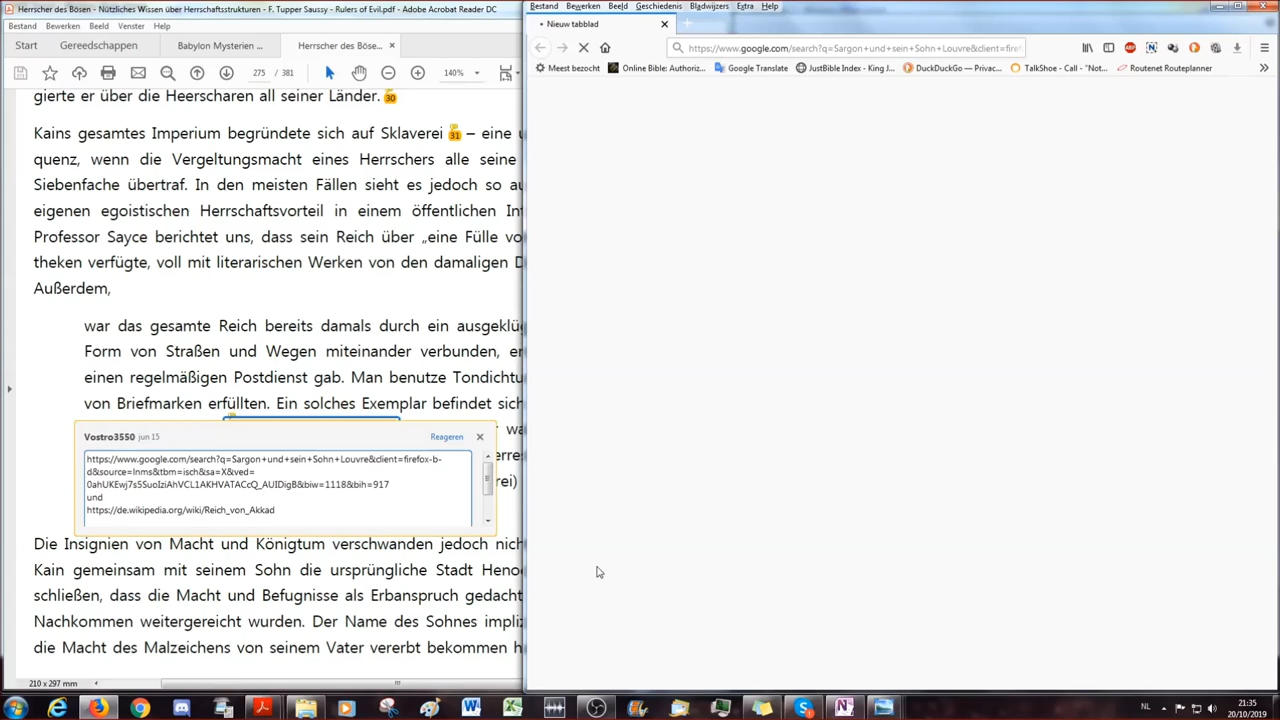 Herrscher des Bösen - Nützliches Wissen über Herrschaftsstrukturen - F. Tupper Saussy - Rulers of Evil.pdf - Adobe Acrobat Reader DC
Bestand Bewerken Beeld Venster Help
Start Gereedschappen Babylon Mysterien ... Herrscher des Böse...
275 / 381 140%
gierte er über die Heerscharen all seiner Länder. 30
Kains gesamtes Imperium begründete sich auf Sklaverei 31 – eine u
quenz, wenn die Vergeltungsmacht eines Herrschers alle seine
Siebenfache übertraf. In den meisten Fällen sieht es jedoch so au
eigenen egoistischen Herrschaftsvorteil in einem öffentlichen Int
Professor Sayce berichtet uns, dass sein Reich über „eine Fülle vo
theken verfügte, voll mit literarischen Werken von den damaligen D
Außerdem,
war das gesamte Reich bereits damals durch ein ausgeklüg
Form von Straßen und Wegen miteinander verbunden, er
einen regelmäßigen Postdienst gab. Man benutze Tondichtu
von Briefmarken erfüllten. Ein solches Exemplar befindet sich
Vostro3550 jun 15 Reageren
https://www.google.com/search?q=Sargon+und+sein+Sohn+Louvre&client=firefox-b-
d&source=lnms&tbm=isch&sa=X&ved=
0ahUKEwj7s5SuoIziAhVCL1AKHVATACcQ_AUIDigB&biw=1118&bih=917
und
https://de.wikipedia.org/wiki/Reich_von_Akkad
wa
erres
ei)
Die Insignien von Macht und Königtum verschwanden jedoch nich
Kain gemeinsam mit seinem Sohn die ursprüngliche Stadt Heno
schließen, dass die Macht und Befugnisse als Erbanspruch gedacht
Nachkommen weitergereicht wurden. Der Name des Sohnes impliz
die Macht des Malzeichens von seinem Vater vererbt bekommen h
210 x 297 mm
Bestand Bewerken Beeld Geschiedenis Bladwijzers Extra Help
Nieuw tabblad
https://www.google.com/search?q=Sargon+und+sein+Sohn+Louvre&client=firef
Meest bezocht Online Bible: Authoriz... Google Translate JustBible Index - King J... DuckDuckGo — Privac... TalkShoe - Call - "Not... Routenet Routeplanner
NL 21:35
20/10/2019